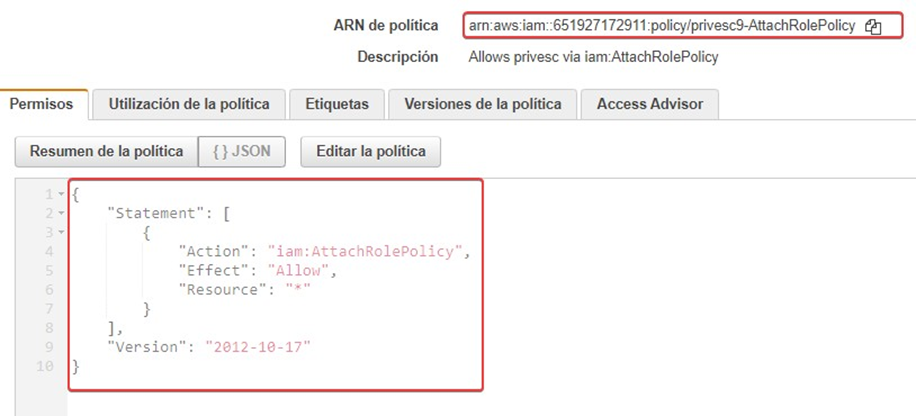 ARN de política arn:aws:iam::651927172911:policy/privesc9-AttachRolePolicy
Descripción Allows privesc via iam:AttachRolePolicy
Permisos Utilización de la política Etiquetas Versiones de la política Access Advisor
Resumen de la política { } JSON Editar la política
1 {
2 "Statement": [
3 {
4 "Action": "iam:AttachRolePolicy",
5 "Effect": "Allow",
6 "Resource": "*"
7 }
8 ],
9 "Version": "2012-10-17"
10 }